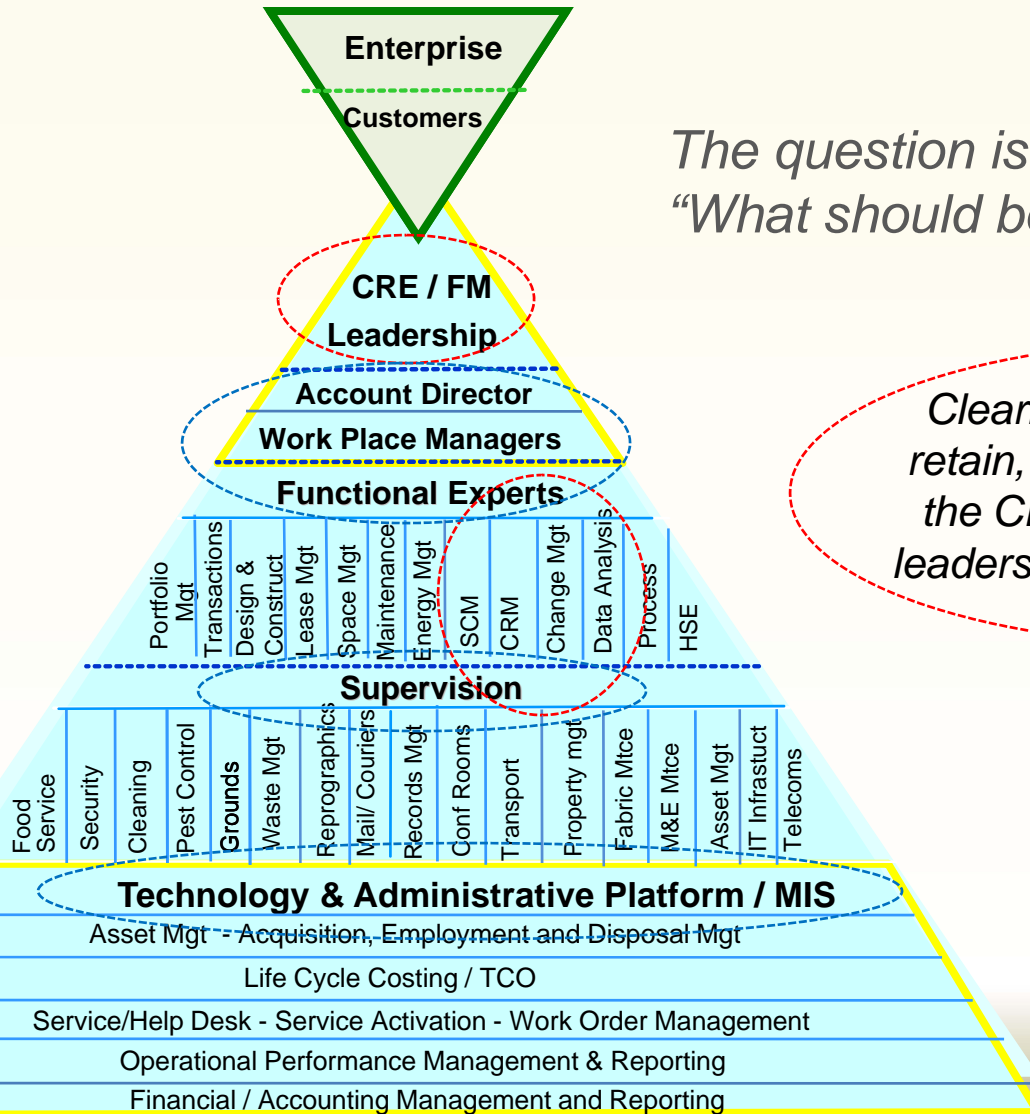 Enterprise
Customers
The question is
“What should b
CRE / FM
Leadership
Account Director
Work Place Managers
Clear
retain,
the C
leaders
Functional Experts
Portfolio
Mgt
Transactions
Design &
Construct
Lease Mgt
Space Mgt
Maintenance
Energy Mgt
SCM
CRM
Change Mgt
Data Analysis
Process
HSE
Supervision
Food
Service
Security
Cleaning
Pest Control
Grounds
Waste Mgt
Reprographics
Mail/ Couriers
Records Mgt
Conf Rooms
Transport
Property mgt
Fabric Mtce
M&E Mtce
Asset Mgt
IT Infrastuct
Telecoms
Technology & Administrative Platform / MIS
Asset Mgt - Acquisition, Employment and Disposal Mgt
Life Cycle Costing / TCO
Service/Help Desk - Service Activation - Work Order Management
Operational Performance Management & Reporting
Financial / Accounting Management and Reporting